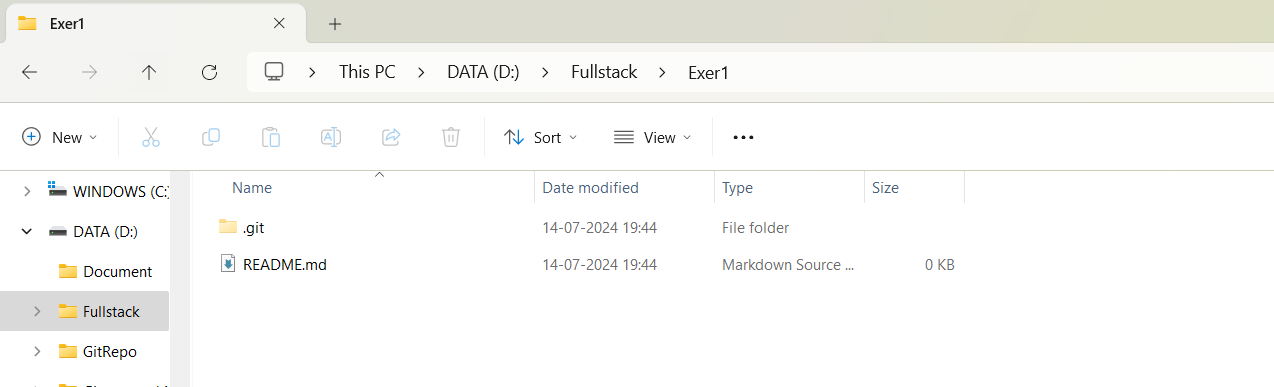 Exer1
This PC > DATA (D:) > Fullstack > Exer1
New Sort View
WINDOWS (C:)
DATA (D:)
Document
Fullstack
GitRepo
Name Date modified Type Size
.git 14-07-2024 19:44 File folder
README.md 14-07-2024 19:44 Markdown Source ... 0 KB